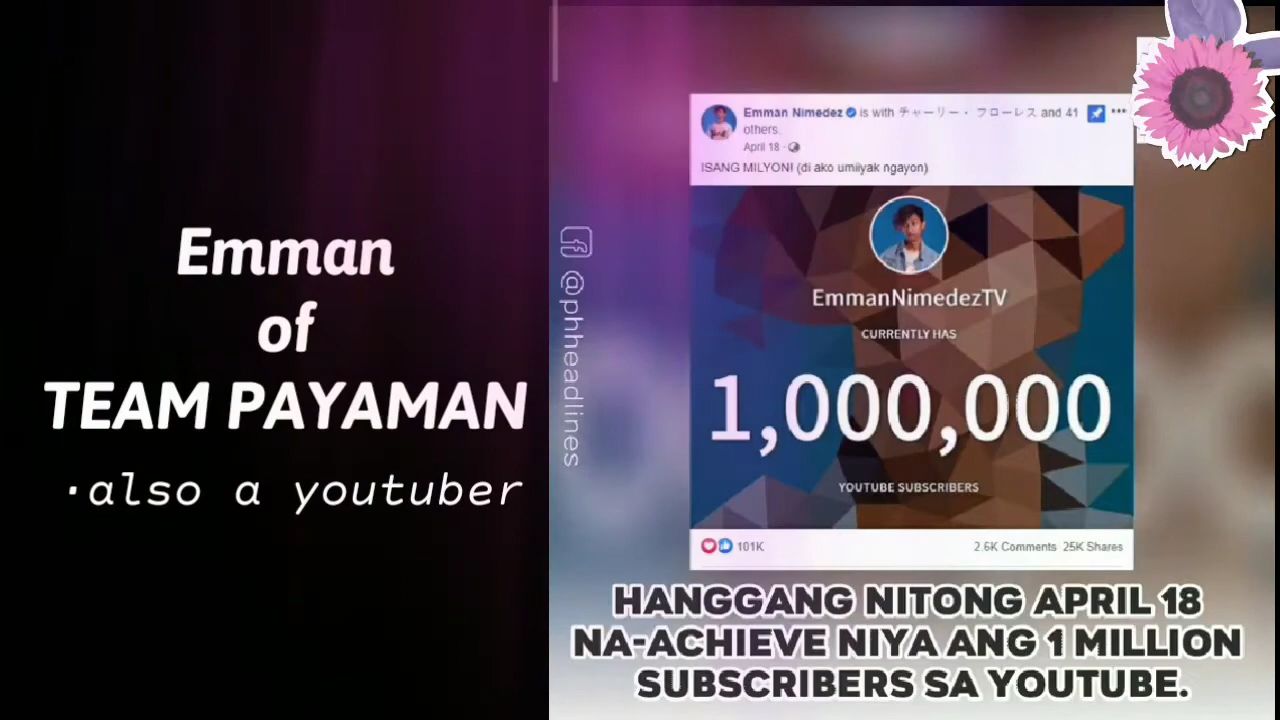 Emman
of
TEAM PAYAMAN
·also a youtuber
@phheadlines
Emman Nimedez is with チャーリー・フローレス and 41
others.
April 18 ·
ISANG MILYON! (di ako umiiyak ngayon)
EmmanNimedezTV
CURRENTLY HAS
1,000,000
YOUTUBE SUBSCRIBERS
101K 2.6K Comments 25K Shares
HANGGANG NITONG APRIL 18
NA-ACHIEVE NIYA ANG 1 MILLION
SUBSCRIBERS SA YOUTUBE.